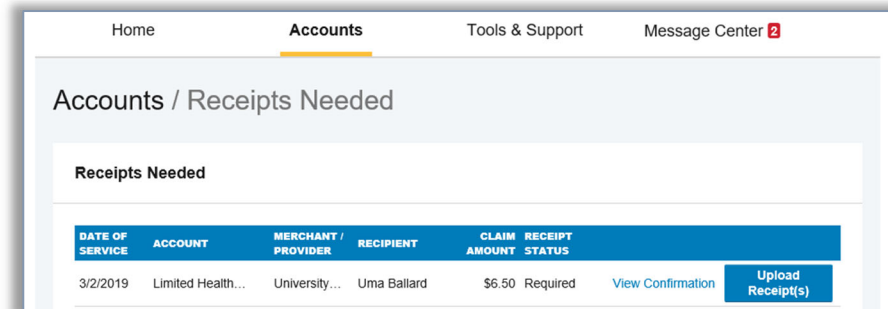 Home Accounts Tools & Support Message Center 2
Accounts / Receipts Needed
Receipts Needed
DATE OF SERVICE ACCOUNT MERCHANT / PROVIDER RECIPIENT CLAIM AMOUNT RECEIPT STATUS
3/2/2019 Limited Health... University... Uma Ballard $6.50 Required View Confirmation Upload Receipt(s)